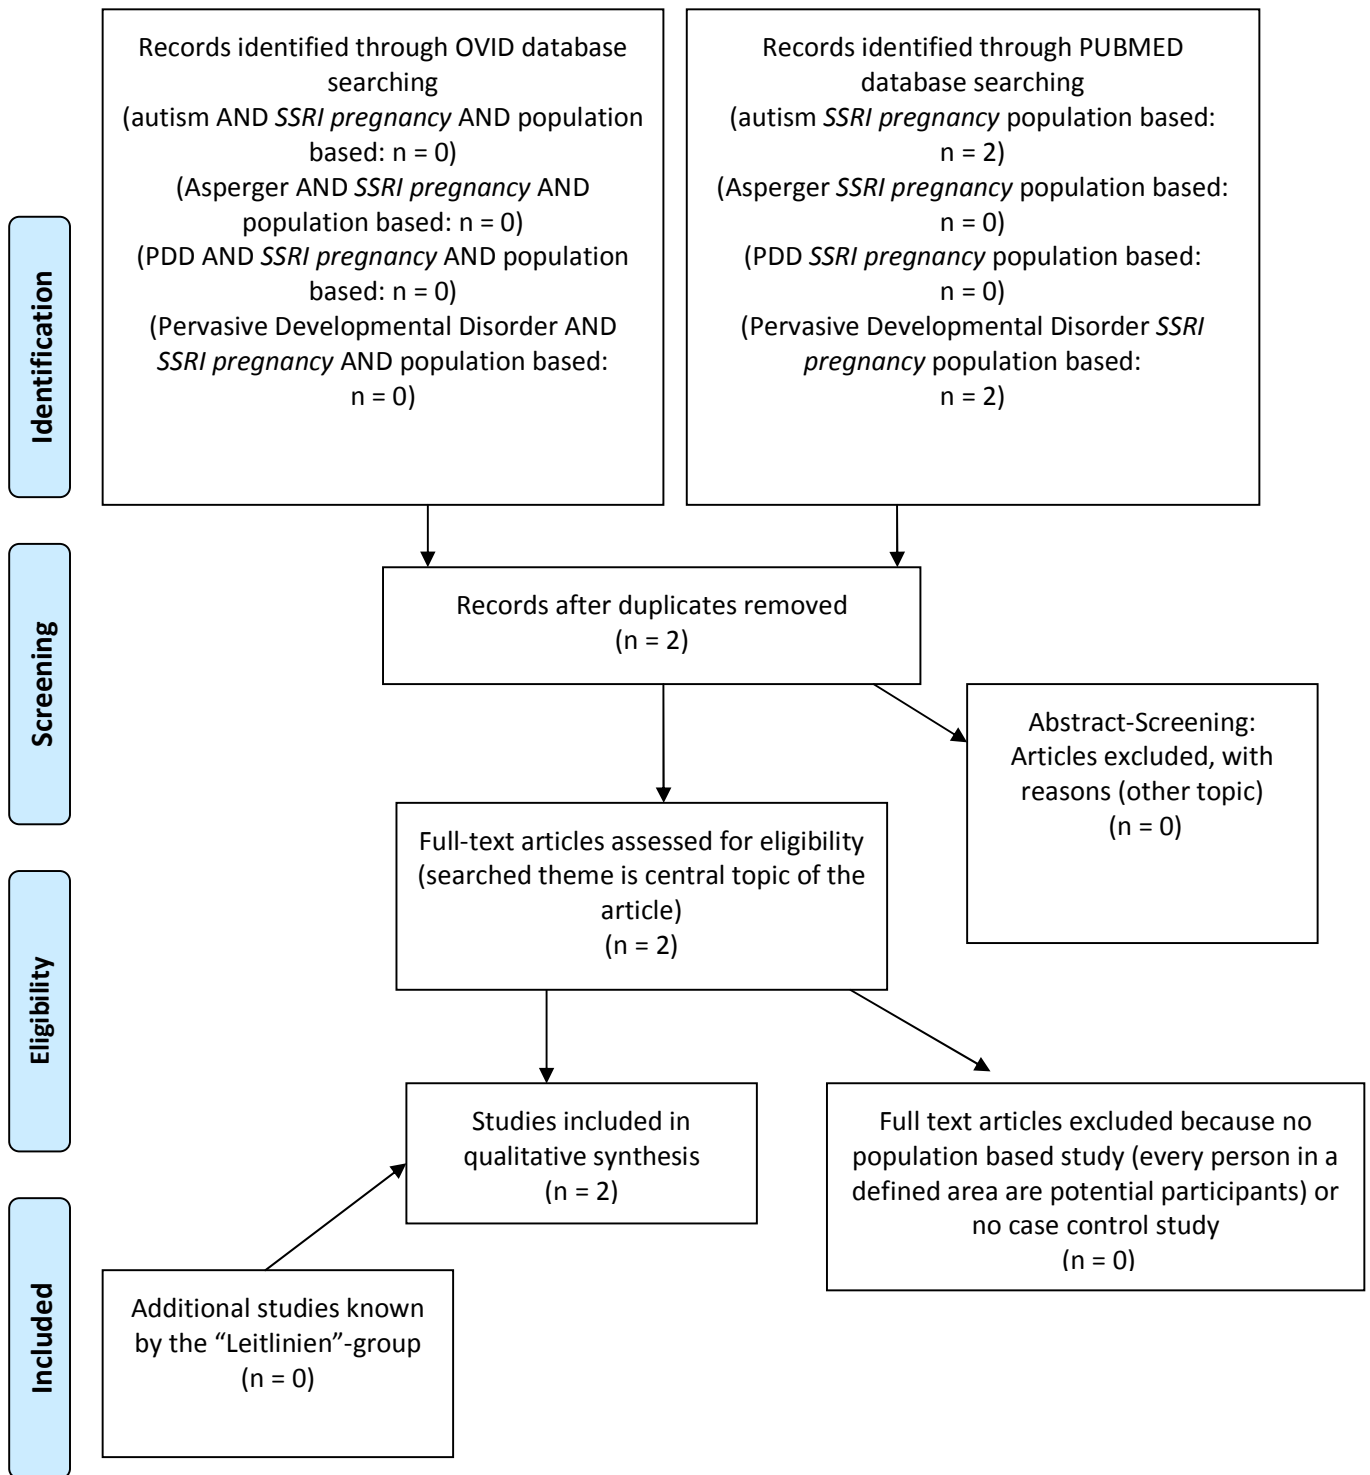 Records identified through OVID database
searching
(autism AND SSRI pregnancy AND population
based: n = 0)
(Asperger AND SSRI pregnancy AND
population based: n = 0)
(PDD AND SSRI pregnancy AND population
based: n = 0)
(Pervasive Developmental Disorder AND
SSRI pregnancy AND population based:
n = 0)
Records identified through PUBMED
database searching
(autism SSRI pregnancy population based:
n = 2)
(Asperger SSRI pregnancy population based:
n = 0)
(PDD SSRI pregnancy population based:
n = 0)
(Pervasive Developmental Disorder SSRI
pregnancy population based:
n = 2)
Identification
Records after duplicates removed
(n = 2)
Screening
Abstract-Screening:
Articles excluded, with
reasons (other topic)
(n = 0)
Full-text articles assessed for eligibility
(searched theme is central topic of the
article)
(n = 2)
Eligibility
Studies included in
qualitative synthesis
(n = 2)
Full text articles excluded because no
population based study (every person in a
defined area are potential participants) or
no case control study
(n = 0)
Included
Additional studies known
by the “Leitlinien”-group
(n = 0)